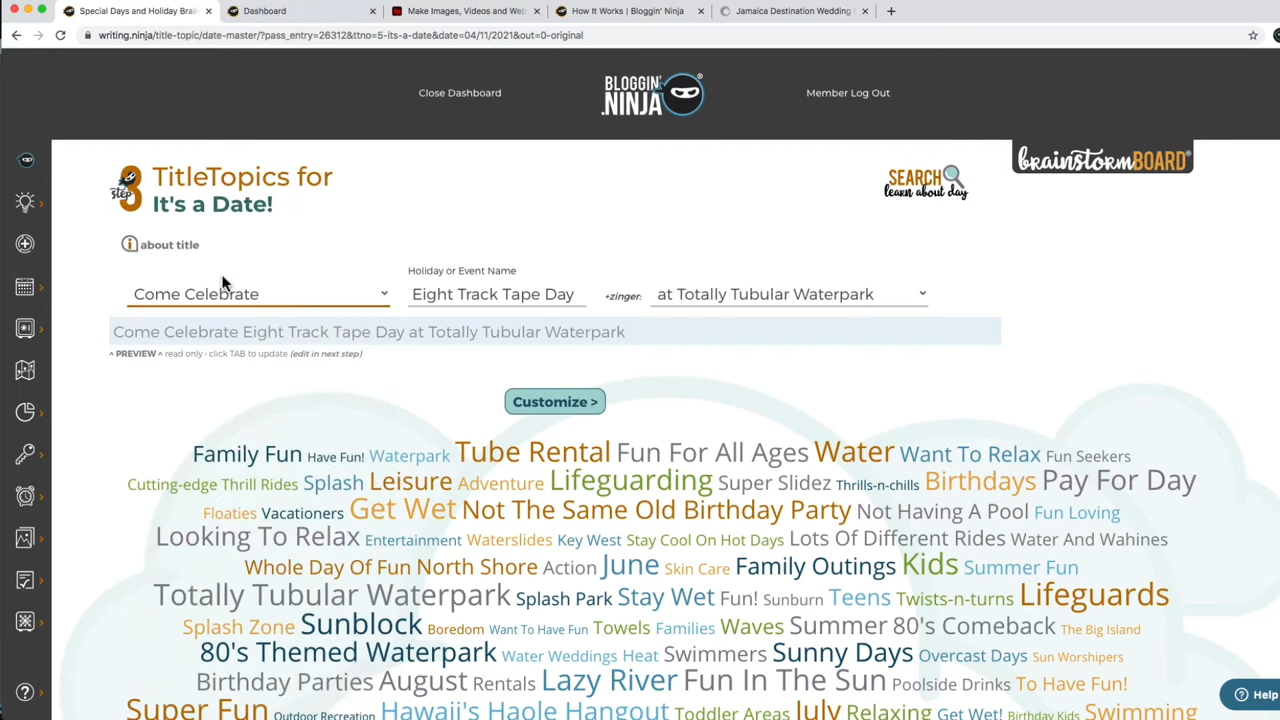 Special Days and Holiday Brai
Dashboard
Make Images, Videos and Web
How It Works | Bloggin' Ninja
Jamaica Destination Wedding
writing.ninja/title-topic/date-master/?pass_entry=26312&ttno=5-its-a-date&date=04/11/2021&out=0-original
Close Dashboard
BLOGGIN'
.NINJA®
Member Log Out
brainstormBOARD®
step 3
TitleTopics for
It's a Date!
SEARCH
learn about day
i about title
Holiday or Event Name
Come Celebrate
Eight Track Tape Day
+zinger:
at Totally Tubular Waterpark
Come Celebrate Eight Track Tape Day at Totally Tubular Waterpark
^ PREVIEW ^ read only · click TAB to update (edit in next step)
Customize >
Family Fun Have Fun! Waterpark Tube Rental Fun For All Ages Water Want To Relax Fun Seekers
Cutting-edge Thrill Rides Splash Leisure Adventure Lifeguarding Super Slidez Thrills-n-chills Birthdays Pay For Day
Floaties Vacationers Get Wet Not The Same Old Birthday Party Not Having A Pool Fun Loving
Looking To Relax Entertainment Waterslides Key West Stay Cool On Hot Days Lots Of Different Rides Water And Wahines
Whole Day Of Fun North Shore Action June Skin Care Family Outings Kids Summer Fun
Totally Tubular Waterpark Splash Park Stay Wet Fun! Sunburn Teens Twists-n-turns Lifeguards
Splash Zone Sunblock Boredom Want To Have Fun Towels Families Waves Summer 80's Comeback The Big Island
80's Themed Waterpark Water Weddings Heat Swimmers Sunny Days Overcast Days Sun Worshipers
Birthday Parties August Rentals Lazy River Fun In The Sun Poolside Drinks To Have Fun!
Super Fun Outdoor Recreation Hawaii's Haole Hangout Toddler Areas July Relaxing Get Wet! Birthday Kids Swimming
Help